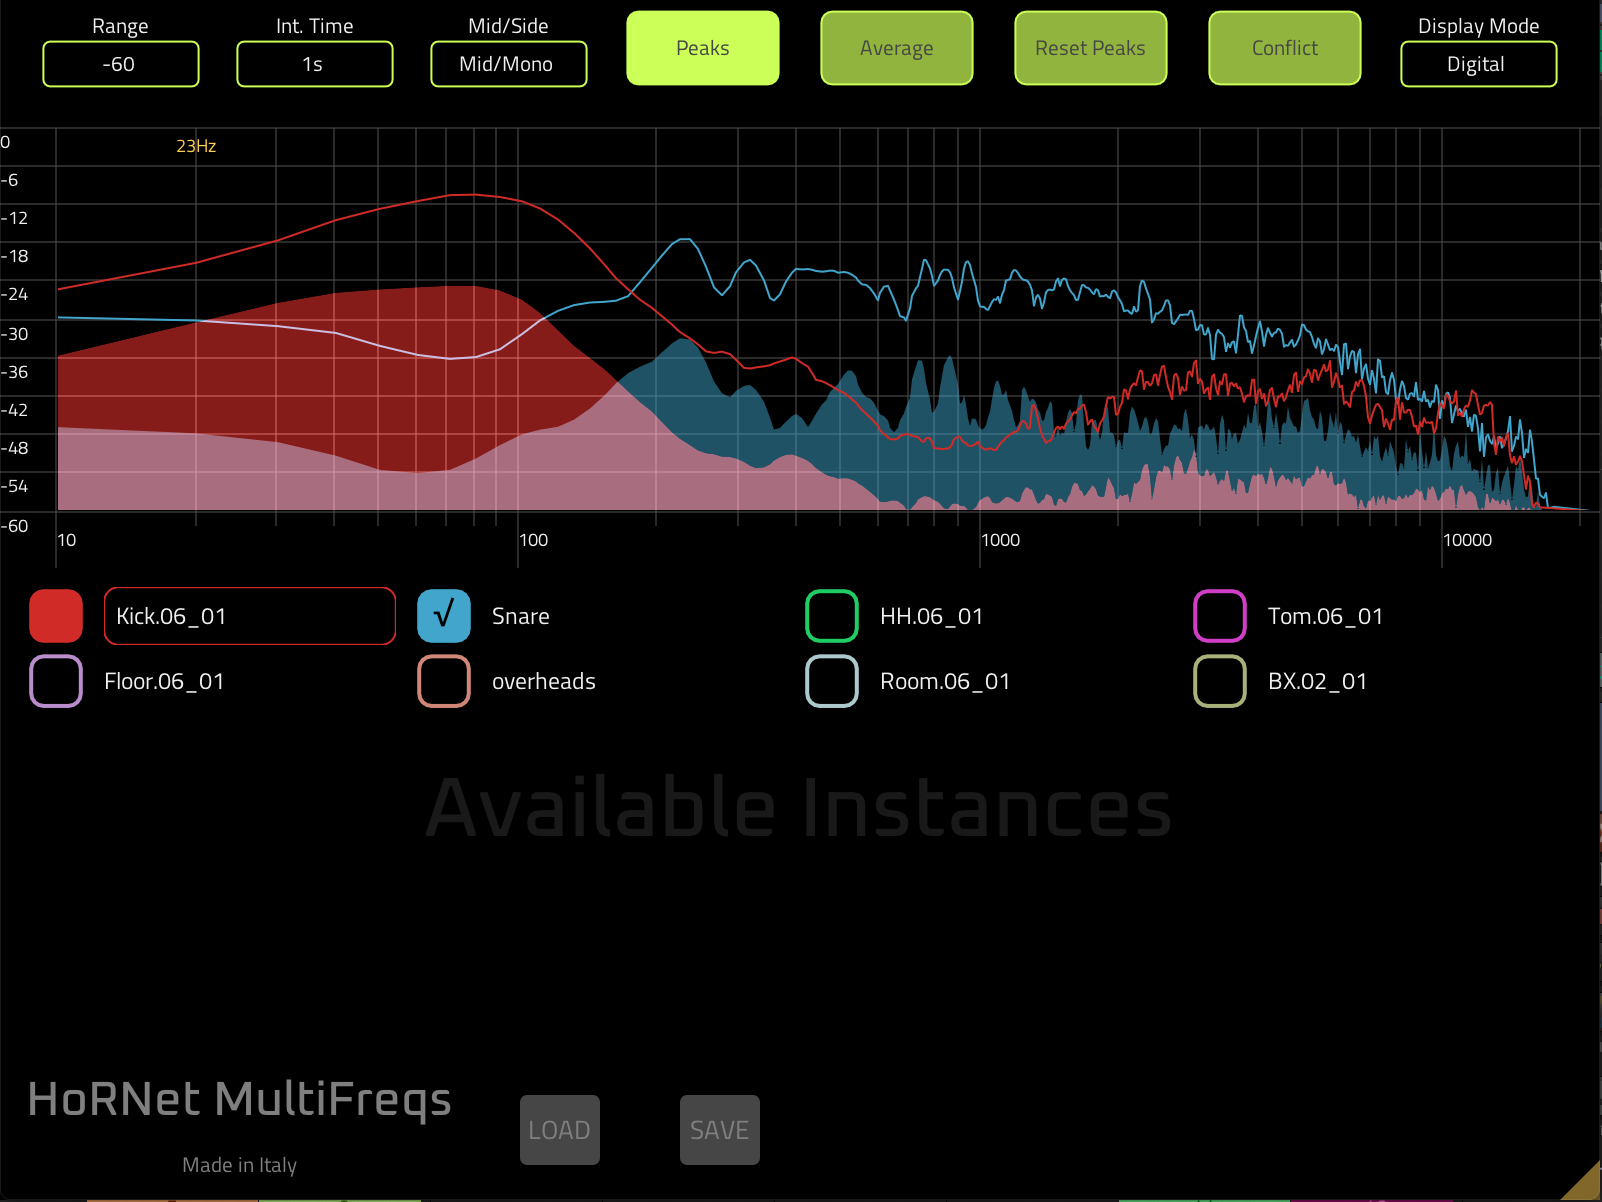 Range Int. Time Mid/Side Display Mode
-60 1s Mid/Mono Peaks Average Reset Peaks Conflict Digital
0
23Hz
-6
-12
-18
-24
-30
-36
-42
-48
-54
-60
10 100 1000 10000
Kick.06_01 √ Snare HH.06_01 Tom.06_01
Floor.06_01 overheads Room.06_01 BX.02_01
Available Instances
HoRNet MultiFreqs
LOAD SAVE
Made in Italy